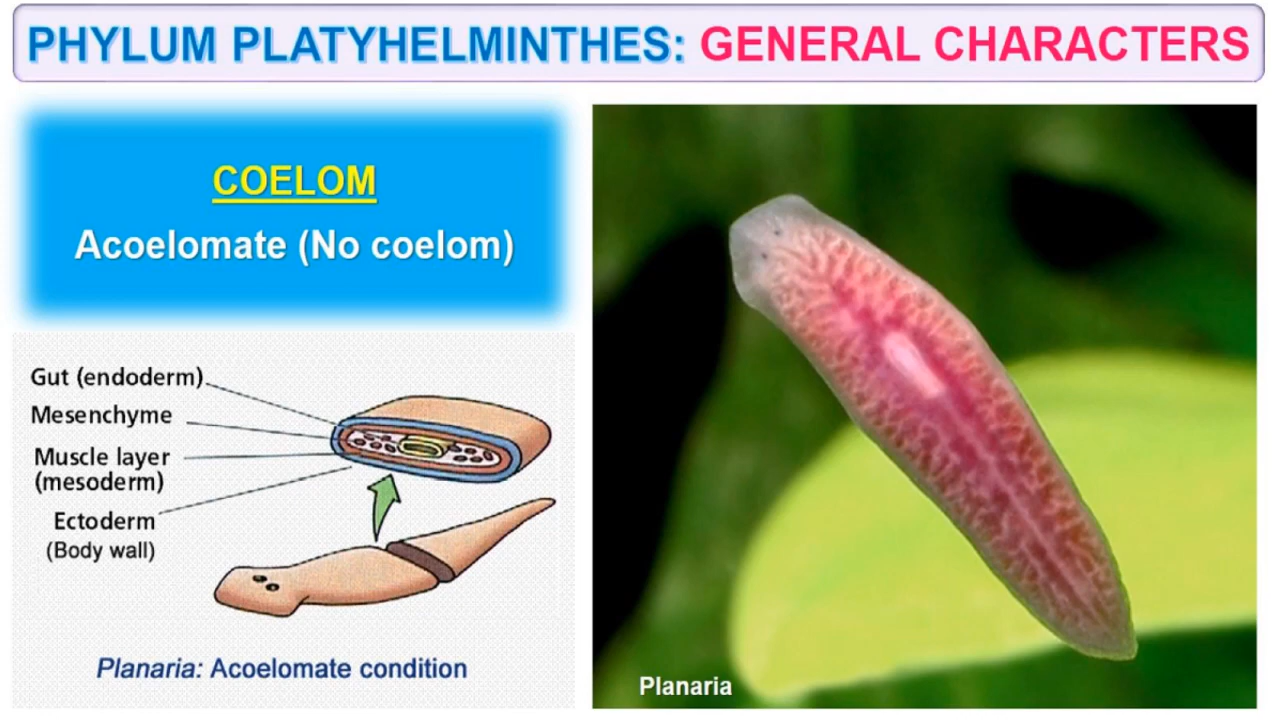 PHYLUM PLATYHELMINTHES: GENERAL CHARACTERS
COELOM
Acoelomate (No coelom)
Gut (endoderm)
Mesenchyme
Muscle layer
(mesoderm)
Ectoderm
(Body wall)
Planaria: Acoelomate condition
Planaria